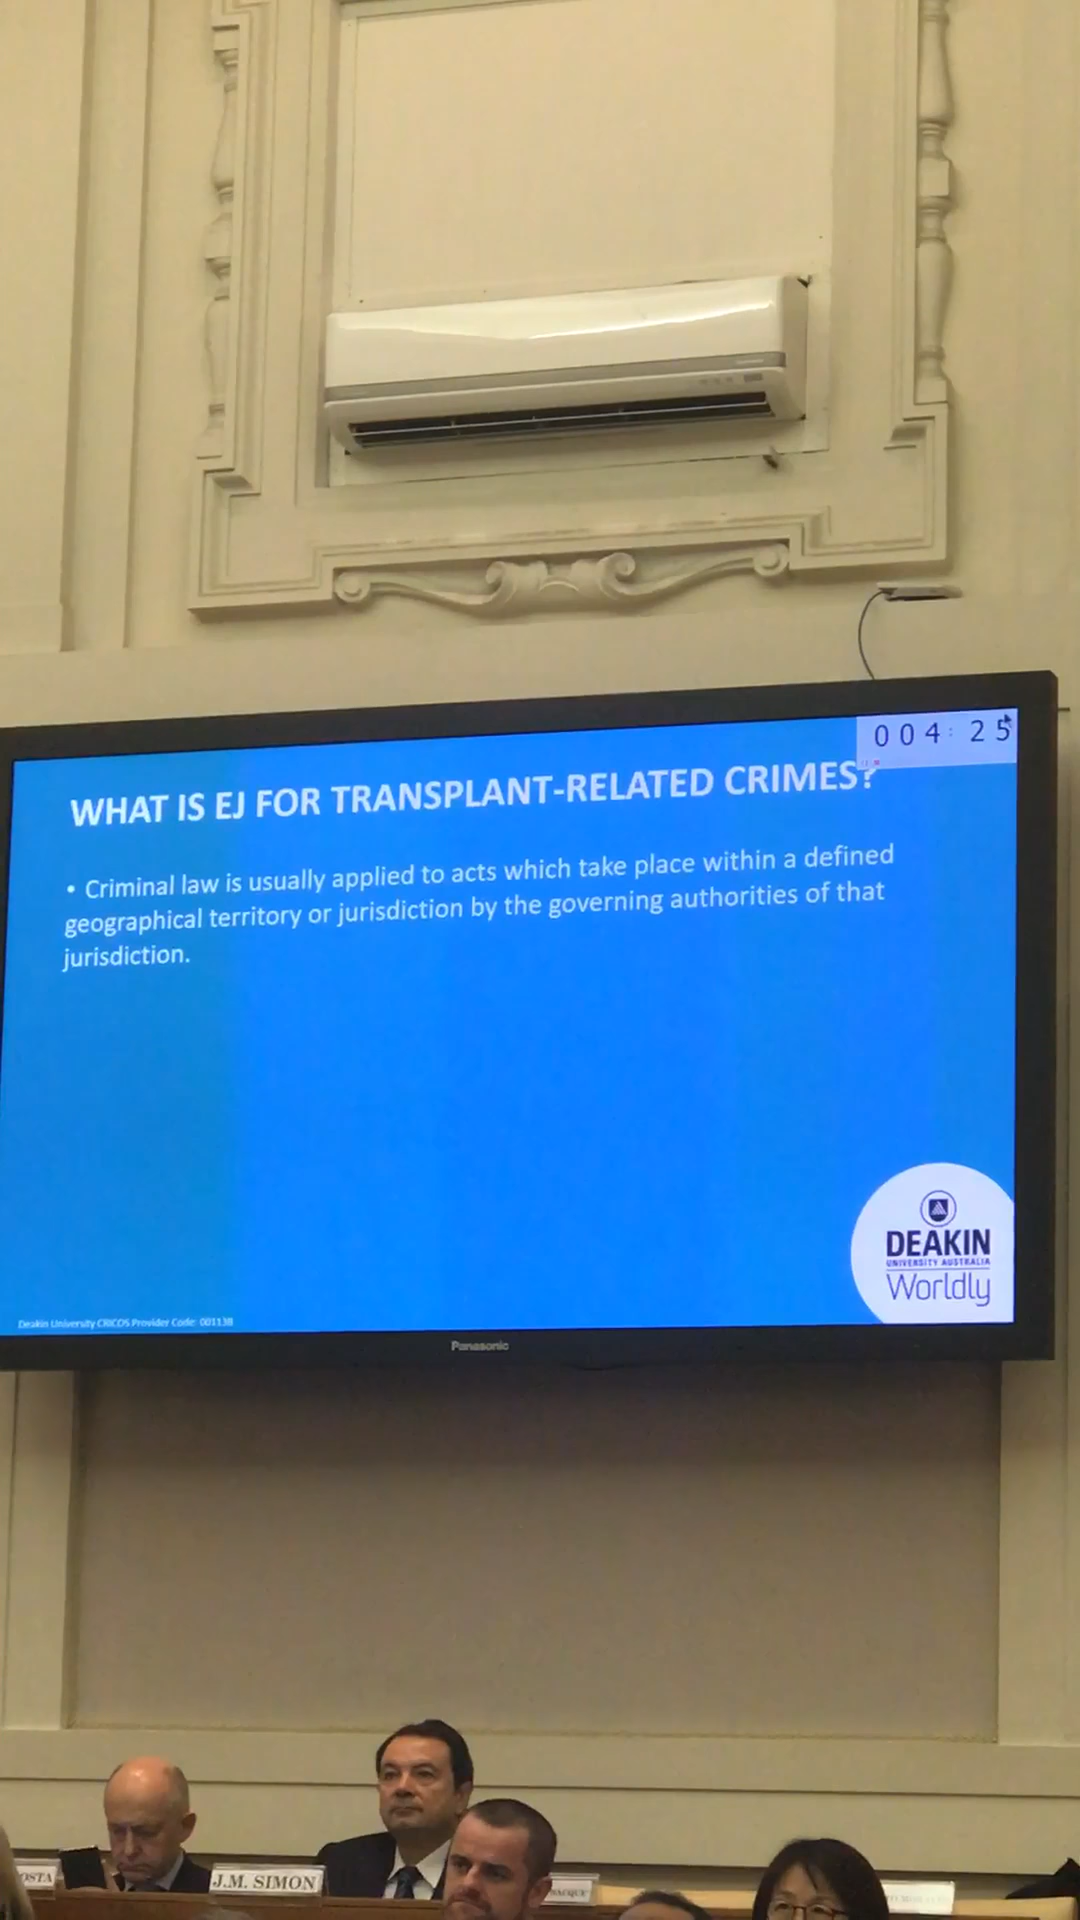 004:25
WHAT IS EJ FOR TRANSPLANT-RELATED CRIMES?
• Criminal law is usually applied to acts which take place within a defined
geographical territory or jurisdiction by the governing authorities of that
jurisdiction.
DEAKIN
UNIVERSITY AUSTRALIA
Worldly
Deakin University CRICOS Provider Code: 00113B
Panasonic
OSTA
J.M. SIMON